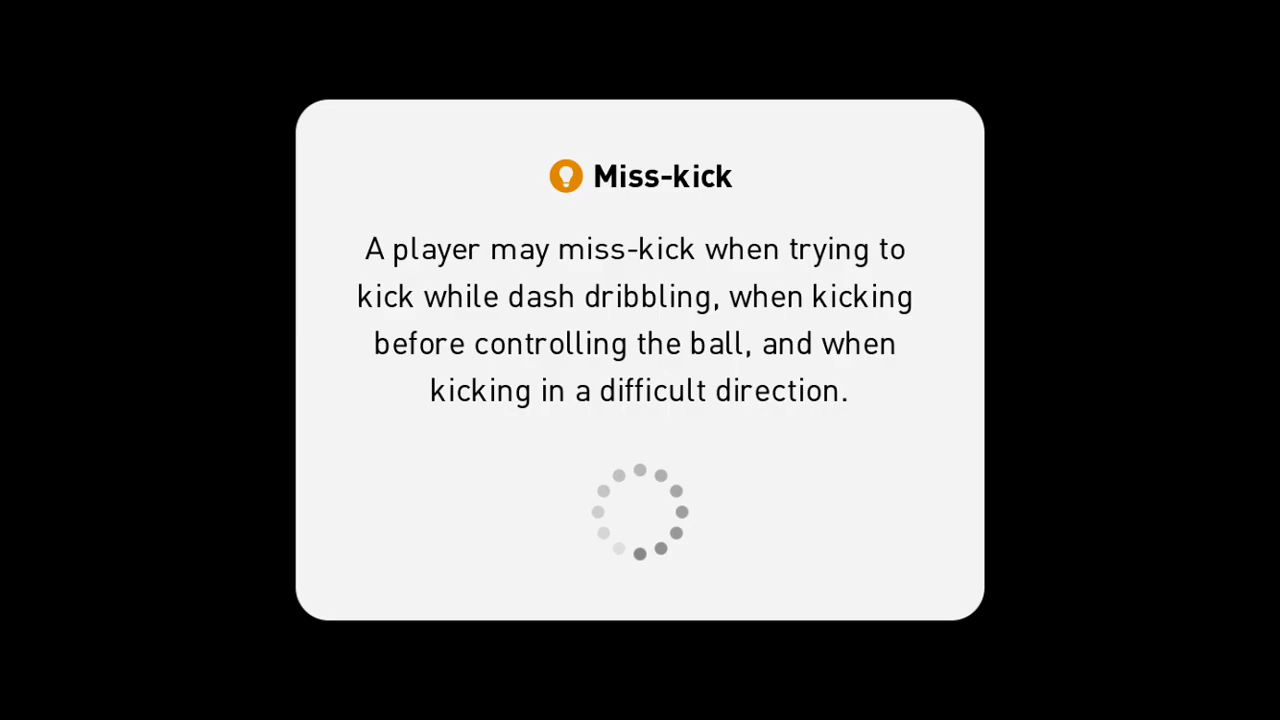 Miss-kick
A player may miss-kick when trying to
kick while dash dribbling, when kicking
before controlling the ball, and when
kicking in a difficult direction.